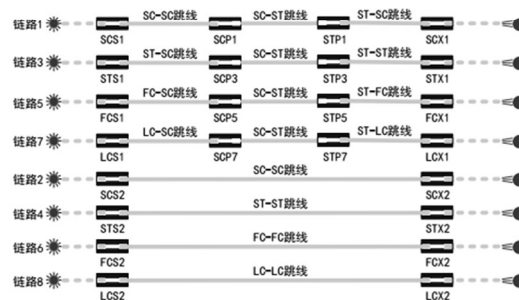 链路1 SC-SC跳线 SC-ST跳线 ST-SC跳线
SCS1 SCP1 STP1 SCX1
链路3 ST-SC跳线 SC-ST跳线 ST-ST跳线
STS1 SCP3 STP3 STX1
链路5 FC-SC跳线 SC-ST跳线 ST-FC跳线
FCS1 SCP5 STP5 FCX1
链路7 LC-SC跳线 SC-ST跳线 ST-LC跳线
LCS1 SCP7 STP7 LCX1
链路2 SC-SC跳线
SCS2 SCX2
链路4 ST-ST跳线
STS2 STX2
链路6 FC-FC跳线
FCS2 FCX2
链路8 LC-LC跳线
LCS2 LCX2